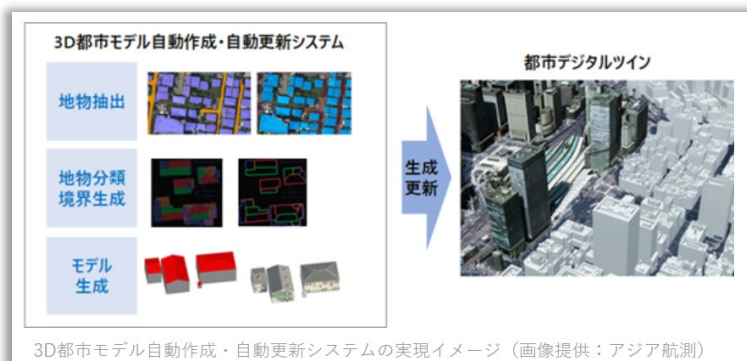 3D都市モデル自動作成・自動更新システム
地物抽出
地物分類
境界生成
モデル
生成
生成
更新
都市デジタルツイン
3D都市モデル自動作成・自動更新システムの実現イメージ（画像提供：アジア航測）